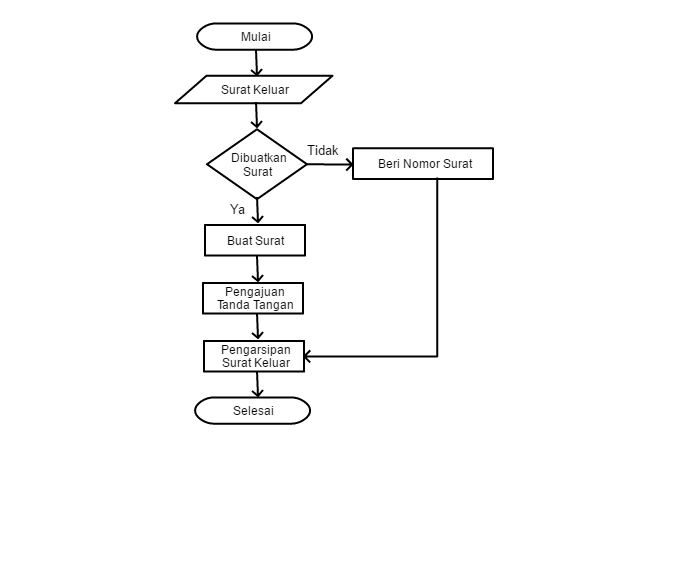 Mulai
Surat Keluar
Dibuatkan
Surat
Tidak
Beri Nomor Surat
Ya
Buat Surat
Pengajuan
Tanda Tangan
Pengarsipan
Surat Keluar
Selesai